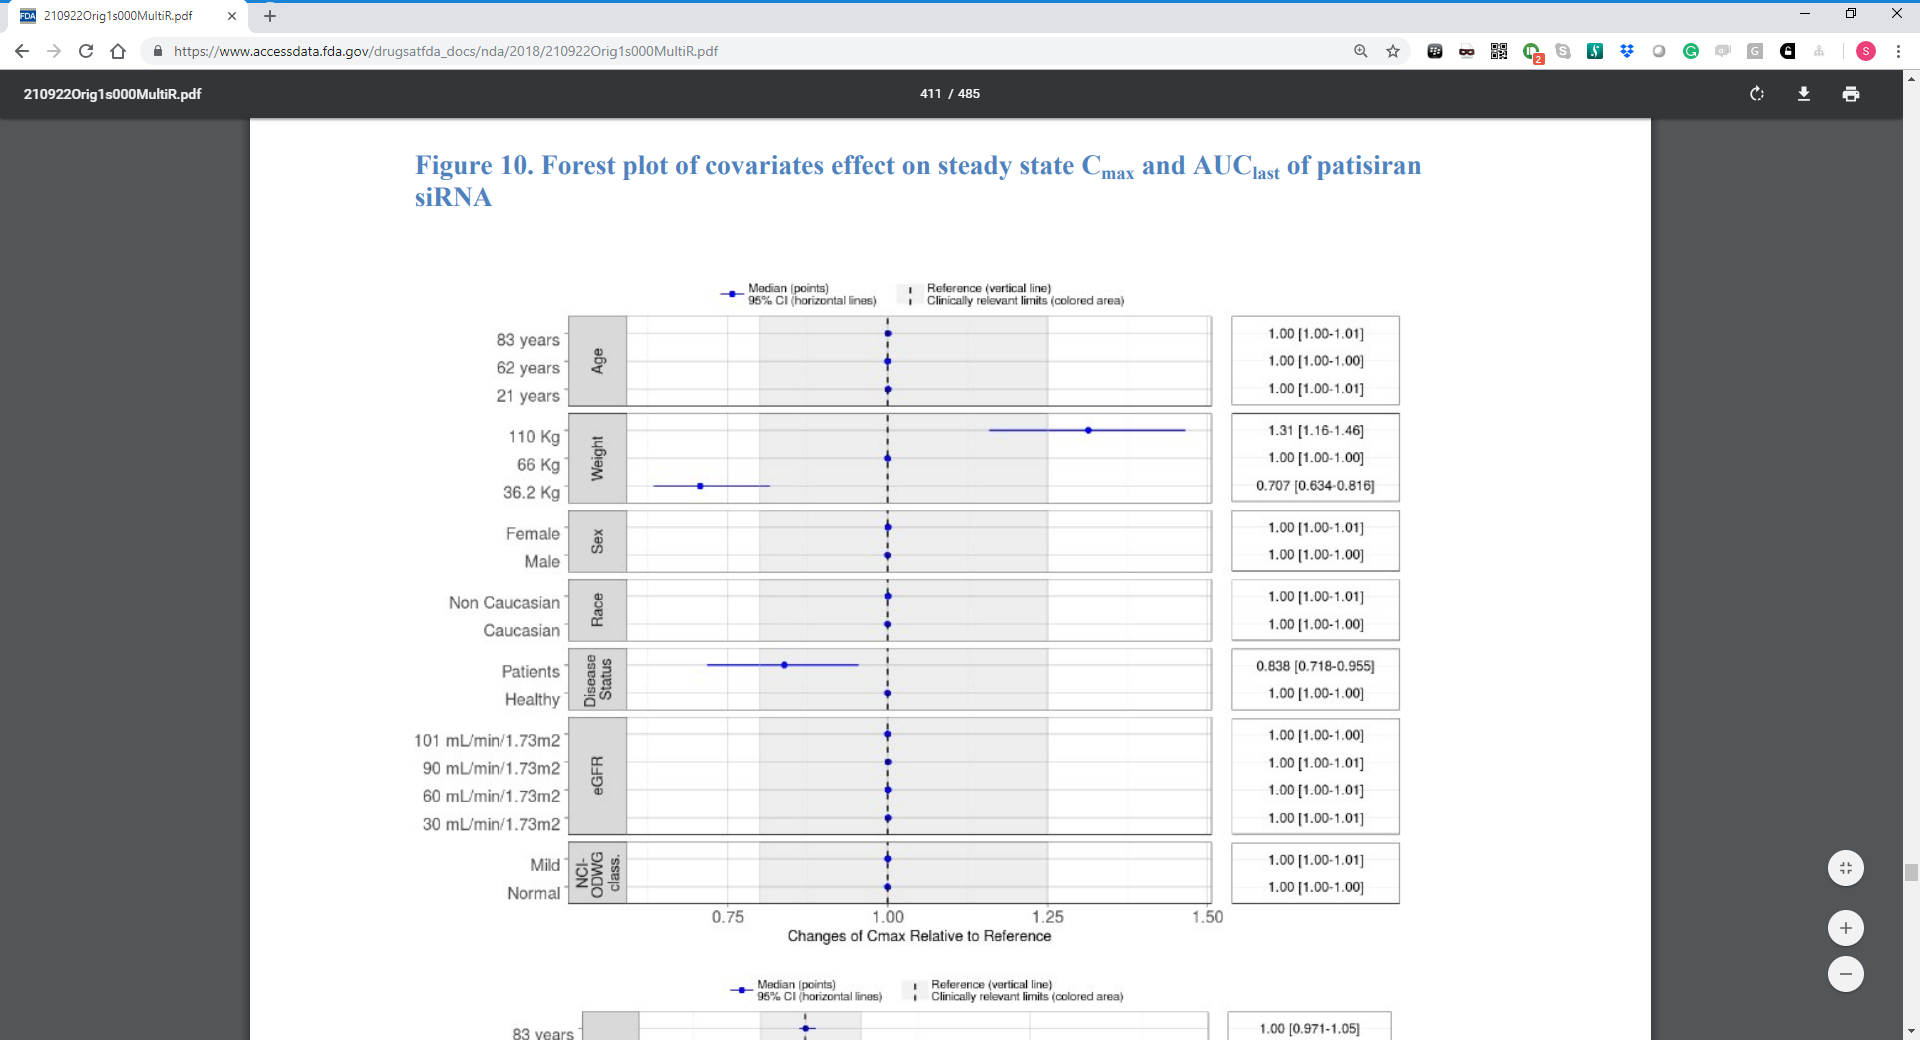 210922Orig1s000MultiR.pdf
https://www.accessdata.fda.gov/drugsatfda_docs/nda/2018/210922Orig1s000MultiR.pdf
210922Orig1s000MultiR.pdf
411 / 485
Figure 10. Forest plot of covariates effect on steady state Cmax and AUClast of patisiran
siRNA
Median (points)
95% CI (horizontal lines)
Reference (vertical line)
Clinically relevant limits (colored area)
Age
83 years 1.00 [1.00-1.01]
62 years 1.00 [1.00-1.00]
21 years 1.00 [1.00-1.01]
Weight
110 Kg 1.31 [1.16-1.46]
66 Kg 1.00 [1.00-1.00]
36.2 Kg 0.707 [0.634-0.816]
Sex
Female 1.00 [1.00-1.01]
Male 1.00 [1.00-1.00]
Race
Non Caucasian 1.00 [1.00-1.01]
Caucasian 1.00 [1.00-1.00]
Disease
Status
Patients 0.838 [0.718-0.955]
Healthy 1.00 [1.00-1.00]
eGFR
101 mL/min/1.73m2 1.00 [1.00-1.00]
90 mL/min/1.73m2 1.00 [1.00-1.01]
60 mL/min/1.73m2 1.00 [1.00-1.01]
30 mL/min/1.73m2 1.00 [1.00-1.01]
NCI-
ODWG
class.
Mild 1.00 [1.00-1.01]
Normal 1.00 [1.00-1.00]
0.75 1.00 1.25 1.50
Changes of Cmax Relative to Reference
Median (points)
95% CI (horizontal lines)
Reference (vertical line)
Clinically relevant limits (colored area)
83 years 1.00 [0.971-1.05]